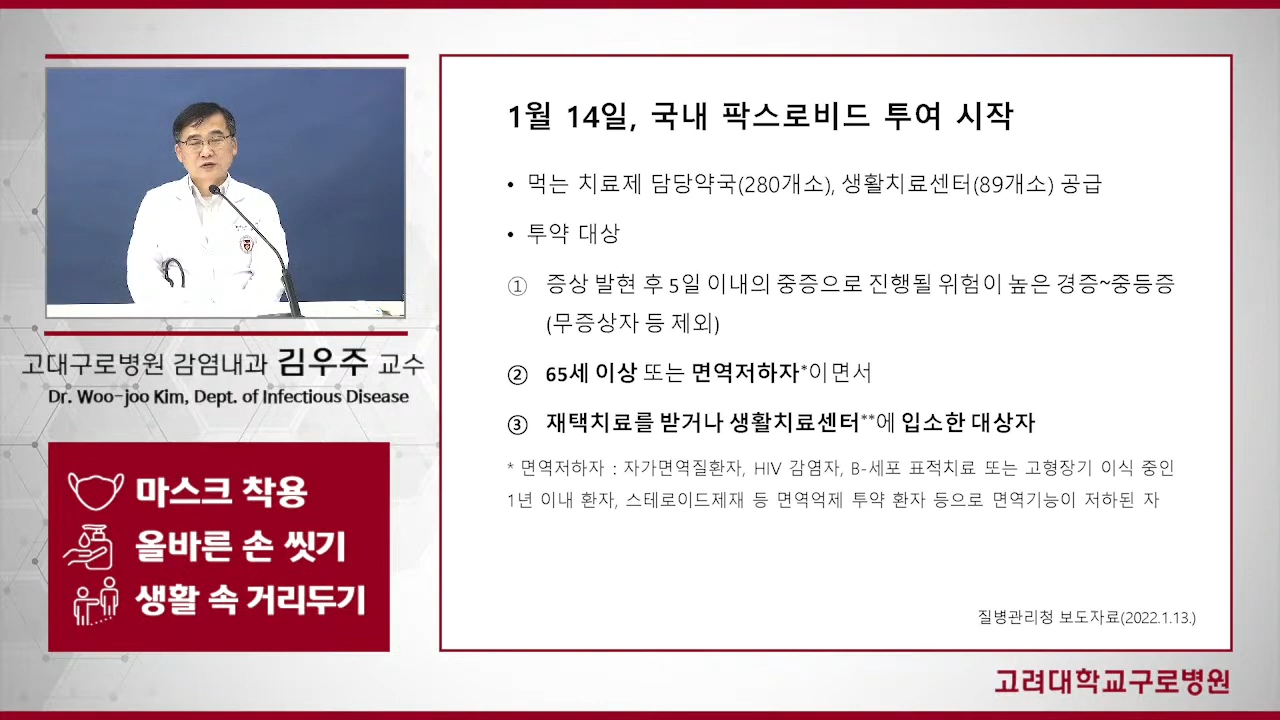 1월 14일, 국내 팍스로비드 투여 시작
• 먹는 치료제 담당약국(280개소), 생활치료센터(89개소) 공급
• 투약 대상
① 증상 발현 후 5일 이내의 중증으로 진행될 위험이 높은 경증~중등증
(무증상자 등 제외)
② 65세 이상 또는 면역저하자*이면서
③ 재택치료를 받거나 생활치료센터**에 입소한 대상자
* 면역저하자 : 자가면역질환자, HIV 감염자, B-세포 표적치료 또는 고형장기 이식 중인
1년 이내 환자, 스테로이드제재 등 면역억제 투약 환자 등으로 면역기능이 저하된 자
질병관리청 보도자료(2022.1.13.)
고대구로병원 감염내과 김우주 교수
Dr. Woo-joo Kim, Dept. of Infectious Disease
마스크 착용
올바른 손 씻기
생활 속 거리두기
고려대학교구로병원